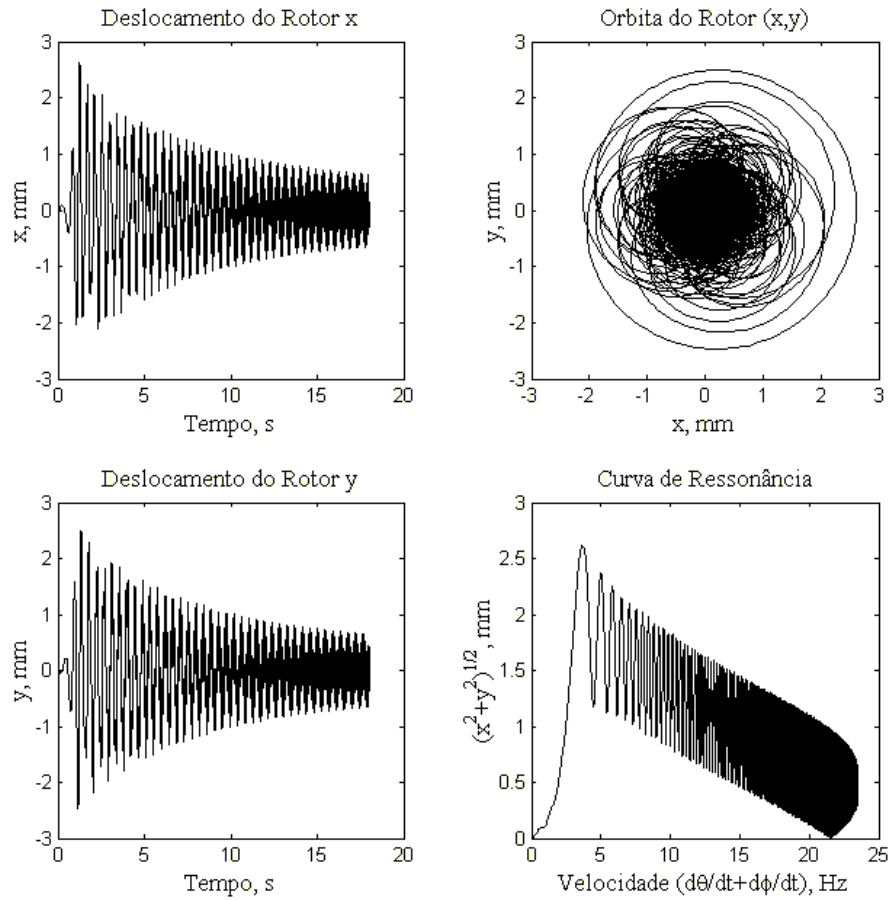 Deslocamento do Rotor x
3
2
1
0
-1
-2
-3
x, mm
0 5 10 15 20
Tempo, s
Orbita do Rotor (x,y)
3
2
1
0
-1
-2
-3
y, mm
-3 -2 -1 0 1 2 3
x, mm
Deslocamento do Rotor y
3
2
1
0
-1
-2
-3
y, mm
0 5 10 15 20
Tempo, s
Curva de Ressonância
3
2.5
2
1.5
1
0.5
0
(x²+y²)^1/2, mm
0 5 10 15 20 25
Velocidade (dθ/dt+dϕ/dt), Hz